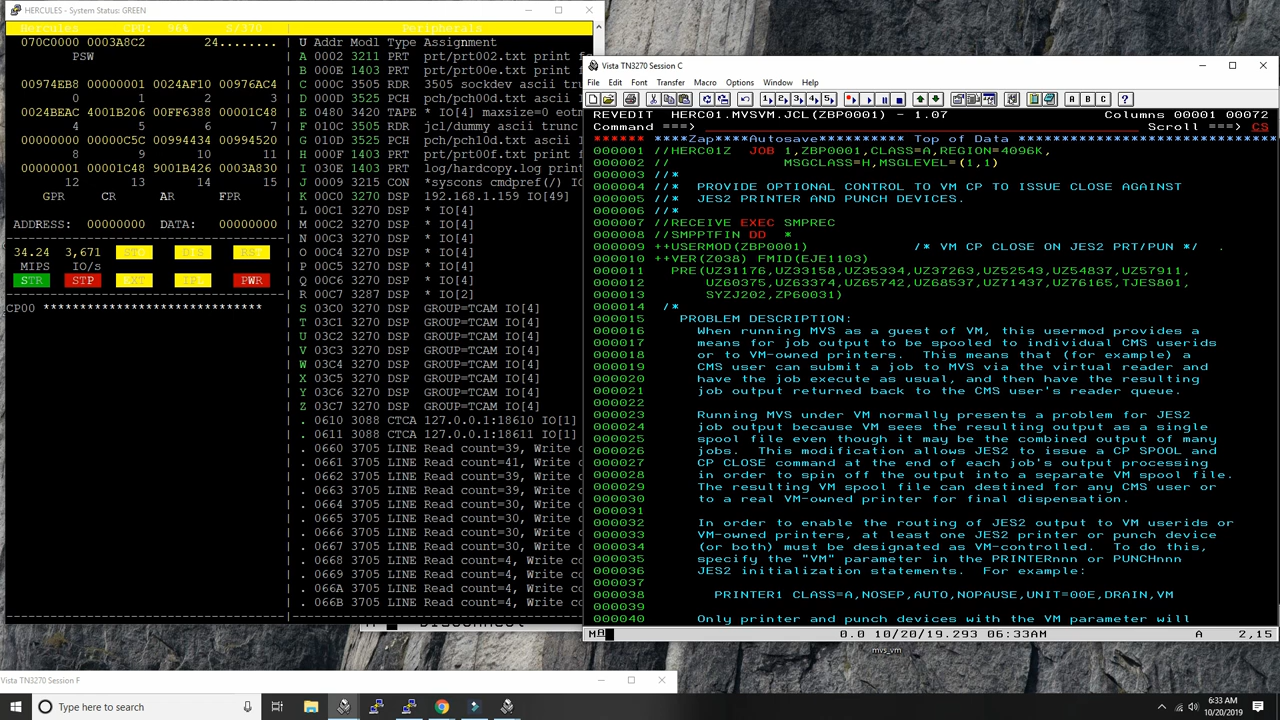 HERCULES - System Status: GREEN
Hercules CPU: 96% S/370 Peripherals
070C0000 0003A8C2 24........
PSW
00974EB8 00000001 0024AF10 00976AC4
0 1 2 3
0024BEAC 4001B206 00FF6388 00001C48
4 5 6 7
00000000 00000C5C 00994434 00994520
8 9 10 11
00000001 00001C48 0001B426 0003A830
12 13 14 15
GPR CR AR FPR
ADDRESS: 00000000 DATA: 00000000
34.24 3,671
MIPS IO/s
STO DIS RST
STR STP EXT IPL PWR
CP00 ****************************
U Addr Modl Type Assignment
A 0002 3211 PRT prt/prt002.txt print f
B 000E 1403 PRT prt/prt00e.txt print c
C 000C 3505 RDR 3505 sockdev ascii tru
D 000D 3525 PCH pch/pch00d.txt ascii
E 0480 3420 TAPE * IO[4] maxsize=0 eotm
F 010C 3505 RDR jcl/dummy ascii trunc
G 010D 3525 PCH pch/pch10d.txt ascii
H 000F 1403 PRT prt/prt00f.txt print c
I 030E 1403 PRT log/hardcopy.log print
J 0009 3215 CON *syscons cmdpref(/) IO
K 00C0 3270 DSP 192.168.1.159 IO[49]
L 00C1 3270 DSP * IO[4]
M 00C2 3270 DSP * IO[4]
N 00C3 3270 DSP * IO[4]
O 00C4 3270 DSP * IO[4]
P 00C5 3270 DSP * IO[4]
Q 00C6 3270 DSP * IO[4]
R 00C7 3287 DSP * IO[2]
S 03C0 3270 DSP GROUP=TCAM IO[4]
T 03C1 3270 DSP GROUP=TCAM IO[4]
U 03C2 3270 DSP GROUP=TCAM IO[4]
V 03C3 3270 DSP GROUP=TCAM IO[4]
W 03C4 3270 DSP GROUP=TCAM IO[4]
X 03C5 3270 DSP GROUP=TCAM IO[4]
Y 03C6 3270 DSP GROUP=TCAM IO[4]
Z 03C7 3270 DSP GROUP=TCAM IO[4]
. 0610 3088 CTCA 127.0.0.1:18610 IO[1]
. 0611 3088 CTCA 127.0.0.1:18611 IO[1]
. 0660 3705 LINE Read count=39, Write c
. 0661 3705 LINE Read count=41, Write c
. 0662 3705 LINE Read count=39, Write c
. 0663 3705 LINE Read count=39, Write c
. 0664 3705 LINE Read count=30, Write c
. 0665 3705 LINE Read count=30, Write c
. 0666 3705 LINE Read count=30, Write c
. 0667 3705 LINE Read count=30, Write c
. 0668 3705 LINE Read count=4, Write co
. 0669 3705 LINE Read count=4, Write co
. 066A 3705 LINE Read count=4, Write co
. 066B 3705 LINE Read count=4, Write co
Vista TN3270 Session C
File Edit Font Transfer Macro Options Window Help
REVEDIT HERC01.MVSVM.JCL(ZBP0001) - 1.07 Columns 00001 00072
Command ===> Scroll ===> CS
****** ****Zap****Autosave********** Top of Data **********************************
000001 //HERC01Z JOB 1,ZBP0001,CLASS=A,REGION=4096K,
000002 // MSGCLASS=H,MSGLEVEL=(1,1)
000003 //*
000004 //* PROVIDE OPTIONAL CONTROL TO VM CP TO ISSUE CLOSE AGAINST
000005 //* JES2 PRINTER AND PUNCH DEVICES.
000006 //*
000007 //RECEIVE EXEC SMPREC
000008 //SMPPTFIN DD *
000009 ++USERMOD(ZBP0001) /* VM CP CLOSE ON JES2 PRT/PUN */ .
000010 ++VER(Z038) FMID(EJE1103)
000011 PRE(UZ31176,UZ33158,UZ35334,UZ37263,UZ52543,UZ54837,UZ57911,
000012 UZ60375,UZ63374,UZ65742,UZ68537,UZ71437,UZ76165,TJES801,
000013 SYZJ202,ZP60031)
000014 /*
000015 PROBLEM DESCRIPTION:
000016 When running MVS as a guest of VM, this usermod provides a
000017 means for job output to be spooled to individual CMS userids
000018 or to VM-owned printers. This means that (for example) a
000019 CMS user can submit a job to MVS via the virtual reader and
000020 have the job execute as usual, and then have the resulting
000021 job output returned back to the CMS user's reader queue.
000022
000023 Running MVS under VM normally presents a problem for JES2
000024 job output because VM sees the resulting output as a single
000025 spool file even though it may be the combined output of many
000026 jobs. This modification allows JES2 to issue a CP SPOOL and
000027 CP CLOSE command at the end of each job's output processing
000028 in order to spin off the output into a separate VM spool file.
000029 The resulting VM spool file can destined for any CMS user or
000030 to a real VM-owned printer for final dispensation.
000031
000032 In order to enable the routing of JES2 output to VM userids or
000033 VM-owned printers, at least one JES2 printer or punch device
000034 (or both) must be designated as VM-controlled. To do this,
000035 specify the "VM" parameter in the PRINTERnnn or PUNCHnnn
000036 JES2 initialization statements. For example:
000037
000038 PRINTER1 CLASS=A,NOSEP,AUTO,NOPAUSE,UNIT=00E,DRAIN,VM
000039
000040 Only printer and punch devices with the VM parameter will
0.0 10/20/19.293 06:33AM A 2,15
mvs_vm
Vista TN3270 Session F
Type here to search
6:33 AM
10/20/2019